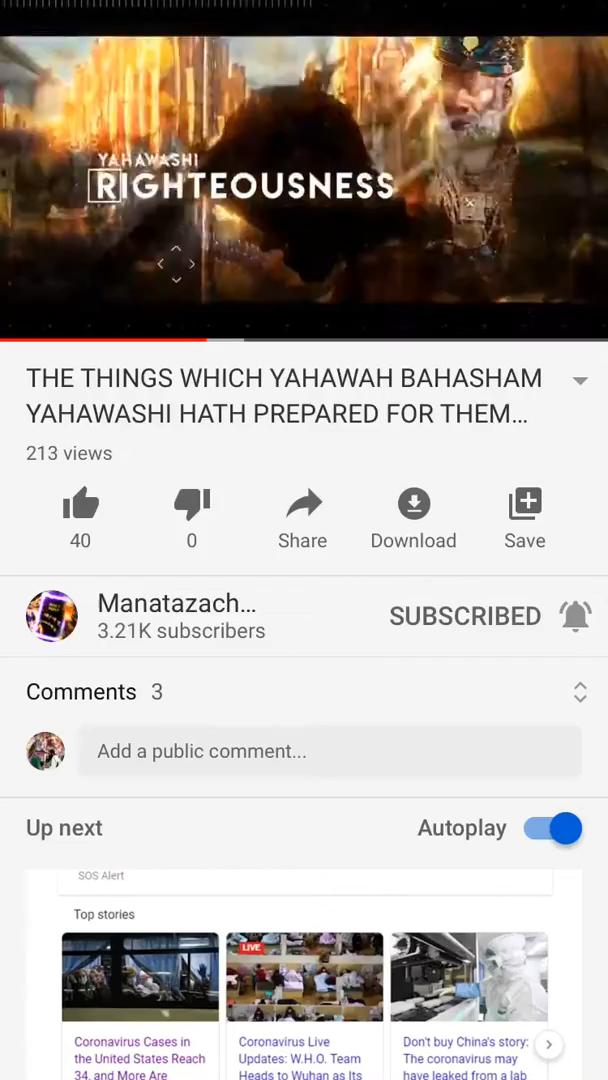 YAHAWASHI
RIGHTEOUSNESS
THE THINGS WHICH YAHAWAH BAHASHAM
YAHAWASHI HATH PREPARED FOR THEM...
213 views
40
0
Share
Download
Save
Manatazach...
3.21K subscribers
SUBSCRIBED
Comments 3
Add a public comment...
Up next
Autoplay
SOS Alert
Top stories
LIVE
Coronavirus Cases in
the United States Reach
34, and More Are
Coronavirus Live
Updates: W.H.O. Team
Heads to Wuhan as Its
Don't buy China's story:
The coronavirus may
have leaked from a lab